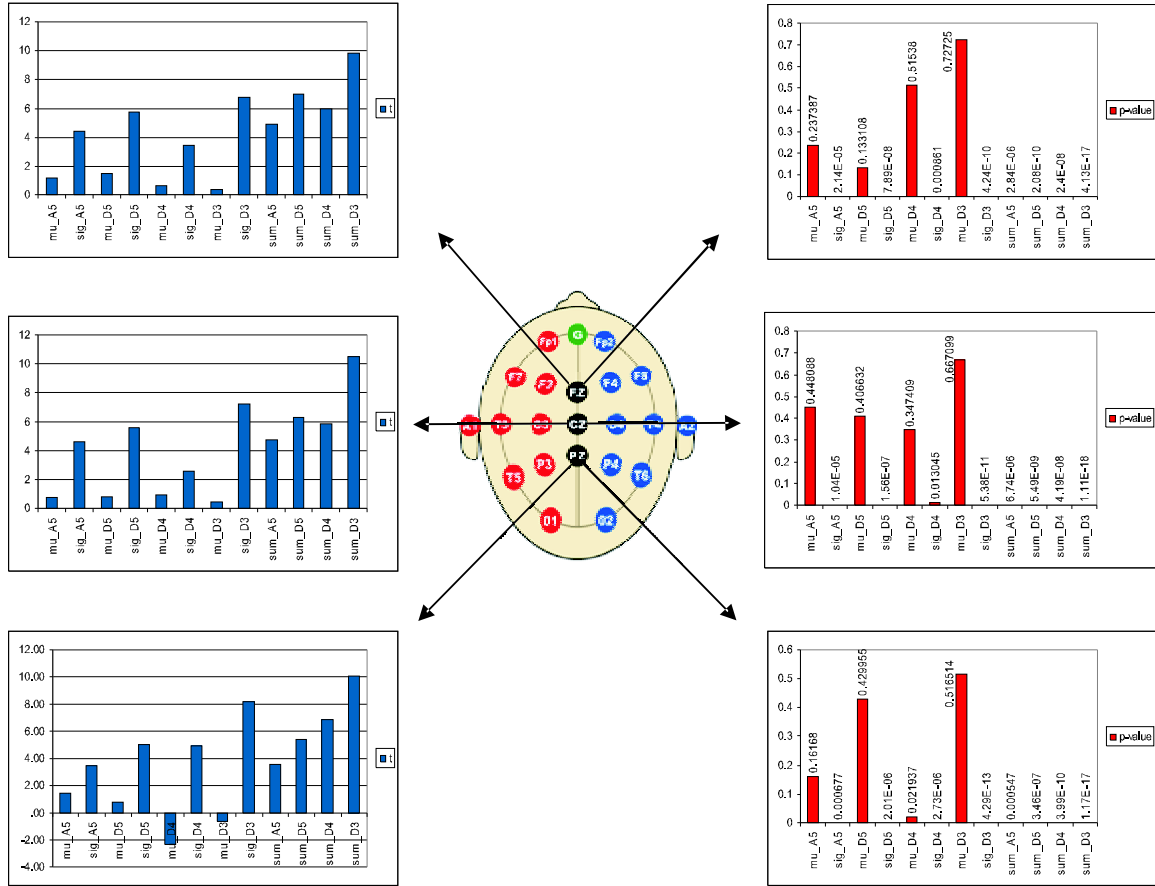 12
10
8
6
4
2
0
mu_A5
sig_A5
mu_D5
sig_D5
mu_D4
sig_D4
mu_D3
sig_D3
sum_A5
sum_D5
sum_D4
sum_D3
t
0.8
0.7
0.6
0.5
0.4
0.3
0.2
0.1
0
0.237387
2.14E-05
0.133108
7.89E-08
0.51538
0.000861
0.72725
4.24E-10
2.84E-06
2.08E-10
2.4E-08
4.13E-17
mu_A5
sig_A5
mu_D5
sig_D5
mu_D4
sig_D4
mu_D3
sig_D3
sum_A5
sum_D5
sum_D4
sum_D3
p-value
12
10
8
6
4
2
0
mu_A5
sig_A5
mu_D5
sig_D5
mu_D4
sig_D4
mu_D3
sig_D3
sum_A5
sum_D5
sum_D4
sum_D3
t
Fp1
G
Fp2
F7
F4
F8
A2
P3
P4
T5
T6
O1
O2
0.8
0.7
0.6
0.5
0.4
0.3
0.2
0.1
0
0.448088
1.04E-05
0.406632
1.56E-07
0.347409
0.013045
0.667099
5.38E-11
6.74E-06
5.49E-09
4.19E-08
1.11E-18
mu_A5
sig_A5
mu_D5
sig_D5
mu_D4
sig_D4
mu_D3
sig_D3
sum_A5
sum_D5
sum_D4
sum_D3
p-value
12.00
10.00
8.00
6.00
4.00
2.00
.00
-2.00
-4.00
mu_A5
sig_A5
mu_D5
sig_D5
mu_D4
sig_D4
mu_D3
sig_D3
sum_A5
sum_D5
sum_D4
sum_D3
t
0.6
0.5
0.4
0.3
0.2
0.1
0
0.16168
0.000677
0.429955
2.01E-06
0.021937
2.73E-06
0.516514
4.29E-13
0.000547
3.46E-07
3.99E-10
1.17E-17
mu_A5
sig_A5
mu_D5
sig_D5
mu_D4
sig_D4
mu_D3
sig_D3
sum_A5
sum_D5
sum_D4
sum_D3
p-value